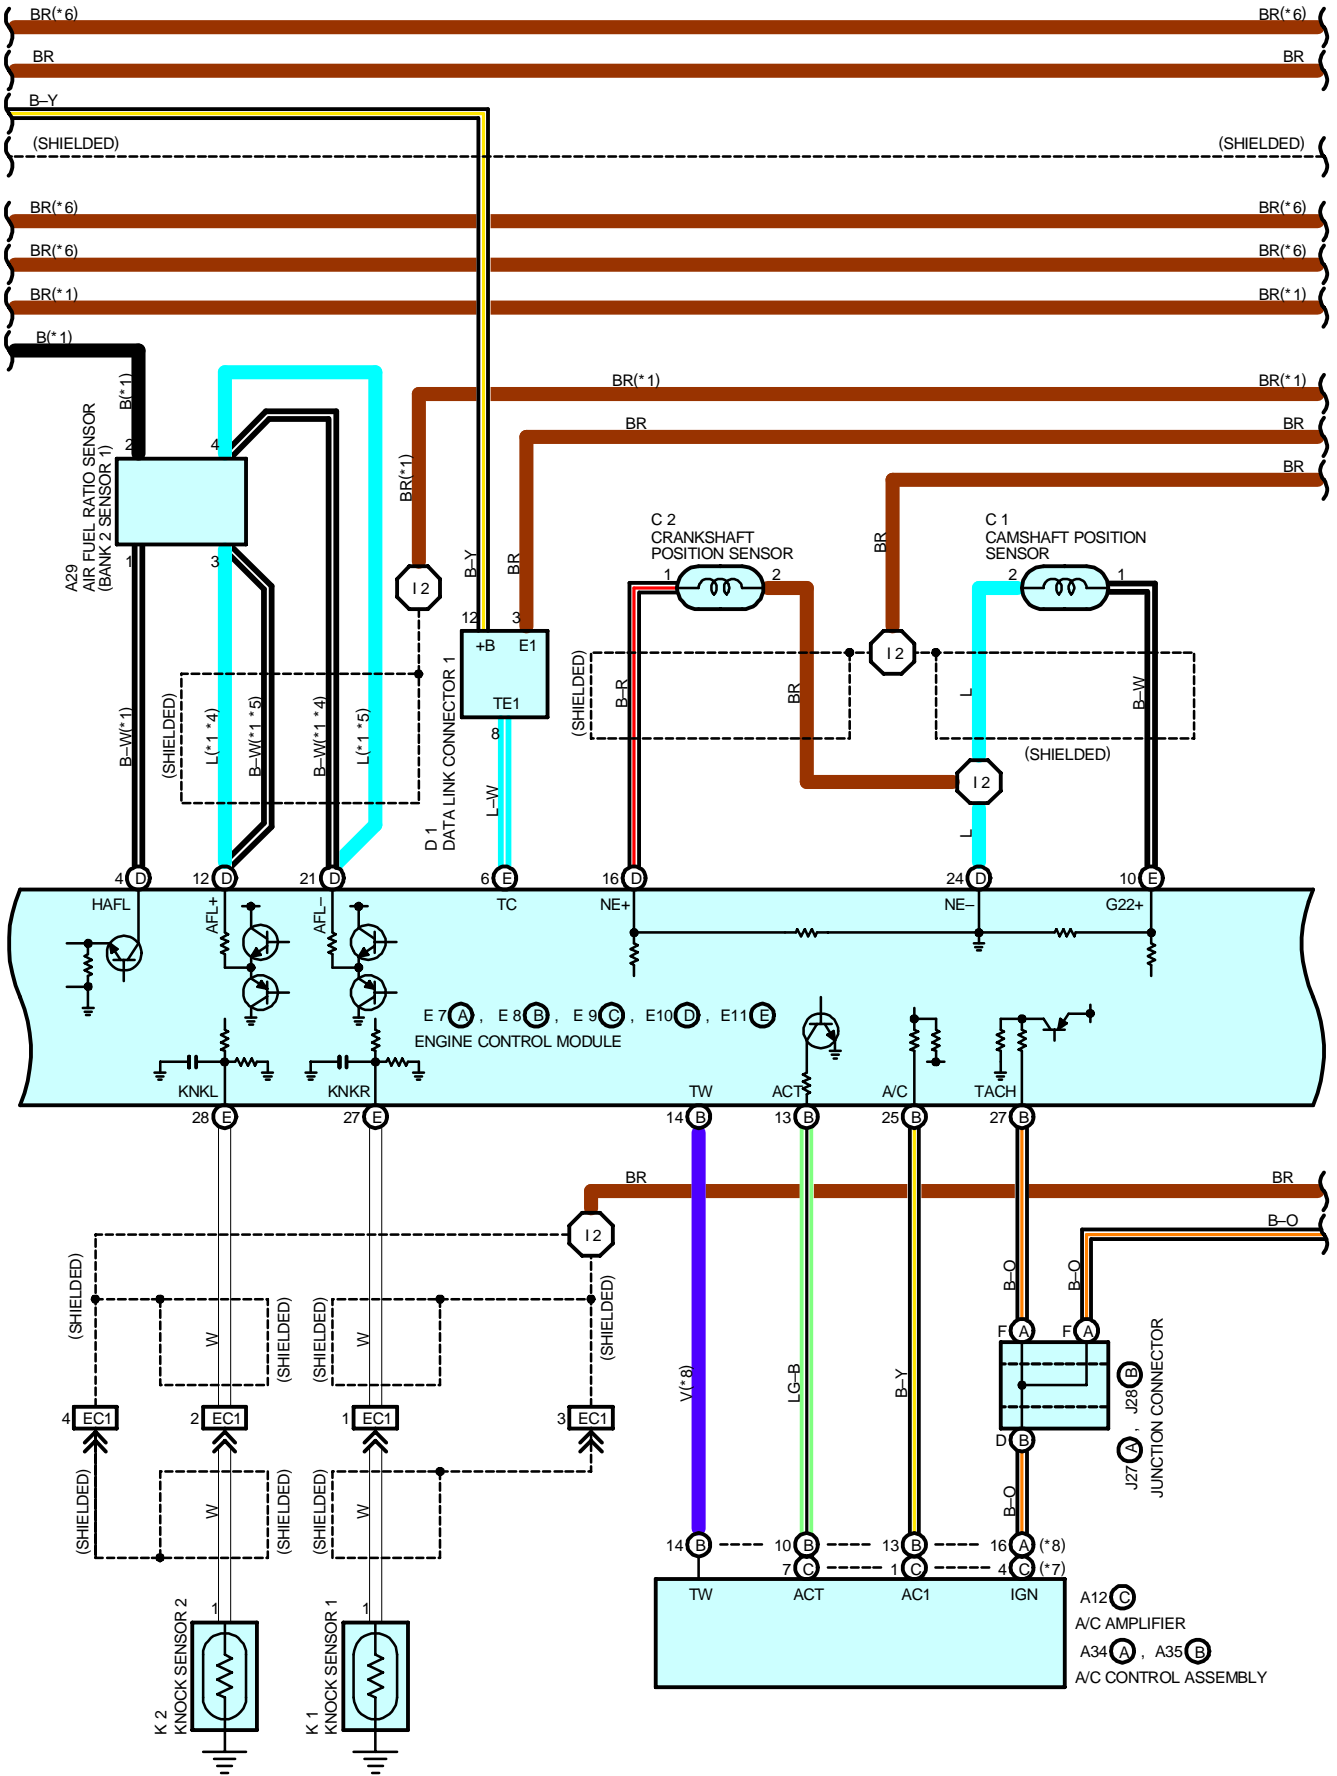 BR(*6) BR(*6)
BR BR
B–Y
(SHIELDED) (SHIELDED)
BR(*6) BR(*6)
BR(*6) BR(*6)
BR(*1) BR(*1)
B(*1)
BR(*1) BR(*1)
BR BR
BR
B(*1)
2 4
A29
AIR FUEL RATIO SENSOR
(BANK 2 SENSOR 1)
1 3
BR(*1)
I 2
B–Y
BR
12 3
+B E1
TE1
8
D 1
DATA LINK CONNECTOR 1
L–W
C 2
CRANKSHAFT
POSITION SENSOR
1 2
BR
C 1
CAMSHAFT POSITION
SENSOR
2 1
I 2
(SHIELDED)
B–R
BR
L
B–W
(SHIELDED)
I 2
L
B–W(*1)
(SHIELDED)
L(*1 *4)
B–W(*1 *5)
B–W(*1 *4)
L(*1 *5)
4 D 12 D 21 D 6 E 16 D 24 D 10 E
HAFL AFL+ AFL– TC NE+ NE– G22+
E 7 A , E 8 B , E 9 C , E10 D , E11 E
ENGINE CONTROL MODULE
KNKL KNKR TW ACT A/C TACH
28 E 27 E 14 B 13 B 25 B 27 B
BR BR
B–O
I 2
(SHIELDED)
W
(SHIELDED)
(SHIELDED)
W
(SHIELDED)
V(*8)
LG–B
B–Y
B–O
B–O
F A F A
J27 A , J28 B
JUNCTION CONNECTOR
D B
B–O
4 EC1 2 EC1 1 EC1 3 EC1
(SHIELDED)
W
(SHIELDED)
(SHIELDED)
W
14 B 10 B 13 B 16 A (*8)
7 C 1 C 4 C (*7)
TW ACT AC1 IGN
A12 C
A/C AMPLIFIER
A34 A , A35 B
A/C CONTROL ASSEMBLY
1 1
K 2
KNOCK SENSOR 2
K 1
KNOCK SENSOR 1